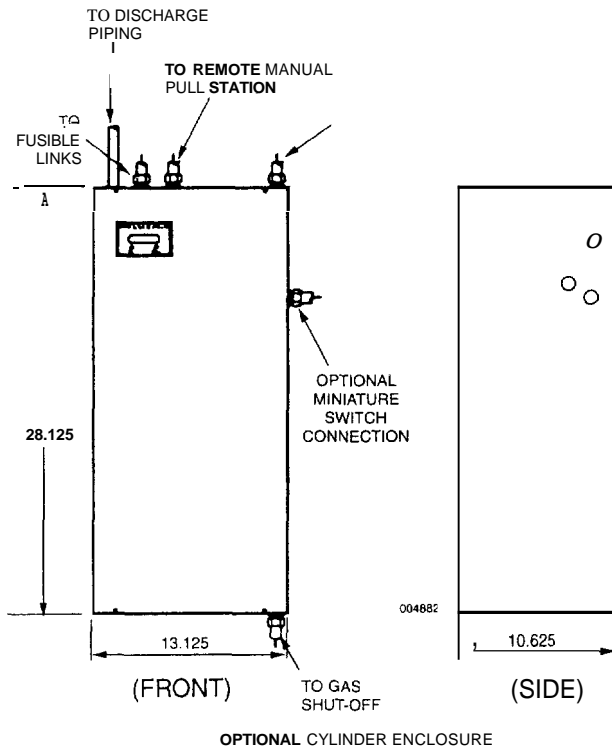 TO DISCHARGE
PIPING
TO REMOTE MANUAL
PULL STATION
TO
FUSIBLE
LINKS
A
O
OPTIONAL
MINIATURE
SWITCH
CONNECTION
28.125
004882
13.125
10.625
(FRONT)
TO GAS
SHUT-OFF
(SIDE)
OPTIONAL CYLINDER ENCLOSURE